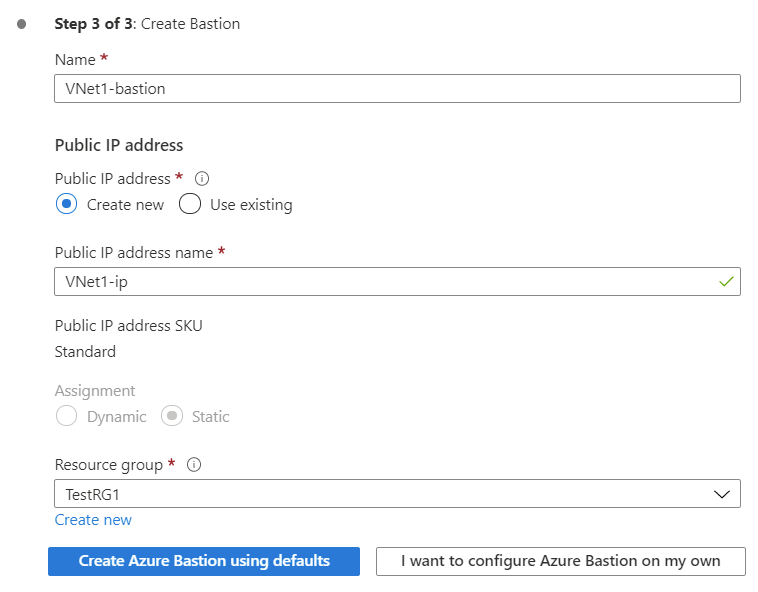 Step 3 of 3: Create Bastion
Name *
VNet1-bastion
Public IP address
Public IP address *
Create new Use existing
Public IP address name *
VNet1-ip
Public IP address SKU
Standard
Assignment
Dynamic Static
Resource group *
TestRG1
Create new
Create Azure Bastion using defaults I want to configure Azure Bastion on my own